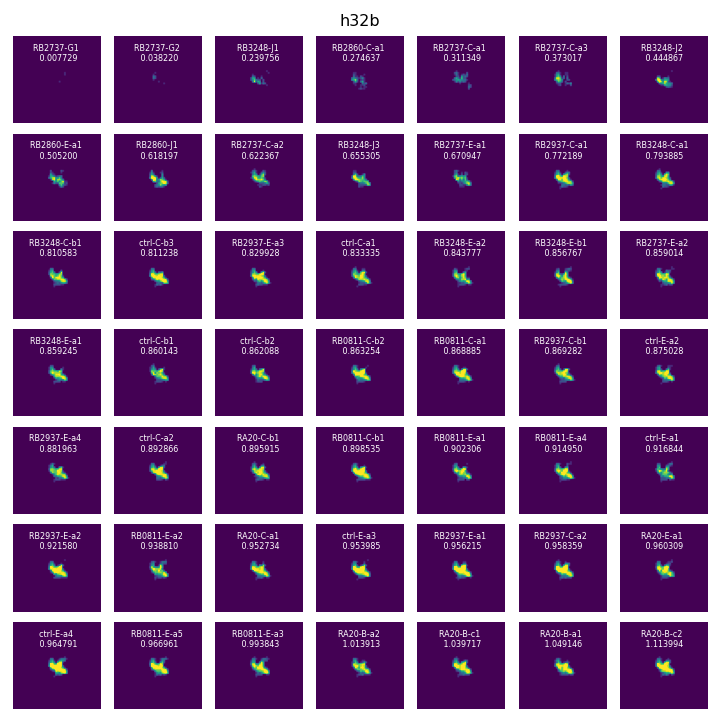 h32b
RB2737-G1
0.007729
RB2737-G2
0.038220
RB3248-J1
0.239756
RB2860-C-a1
0.274637
RB2737-C-a1
0.311349
RB2737-C-a3
0.373017
RB3248-J2
0.444867
RB2860-E-a1
0.505200
RB2860-J1
0.618197
RB2737-C-a2
0.622367
RB3248-J3
0.655305
RB2737-E-a1
0.670947
RB2937-C-a1
0.772189
RB3248-C-a1
0.793885
RB3248-C-b1
0.810583
ctrl-C-b3
0.811238
RB2937-E-a3
0.829928
ctrl-C-a1
0.833335
RB3248-E-a2
0.843777
RB3248-E-b1
0.856767
RB2737-E-a2
0.859014
RB3248-E-a1
0.859245
ctrl-C-b1
0.860143
ctrl-C-b2
0.862088
RB0811-C-b2
0.863254
RB0811-C-a1
0.868885
RB2937-C-b1
0.869282
ctrl-E-a2
0.875028
RB2937-E-a4
0.881963
ctrl-C-a2
0.892866
RA20-C-b1
0.895915
RB0811-C-b1
0.898535
RB0811-E-a1
0.902306
RB0811-E-a4
0.914950
ctrl-E-a1
0.916844
RB2937-E-a2
0.921580
RB0811-E-a2
0.938810
RA20-C-a1
0.952734
ctrl-E-a3
0.953985
RB2937-E-a1
0.956215
RB2937-C-a2
0.958359
RA20-E-a1
0.960309
ctrl-E-a4
0.964791
RB0811-E-a5
0.966961
RB0811-E-a3
0.993843
RA20-B-a2
1.013913
RA20-B-c1
1.039717
RA20-B-a1
1.049146
RA20-B-c2
1.113994